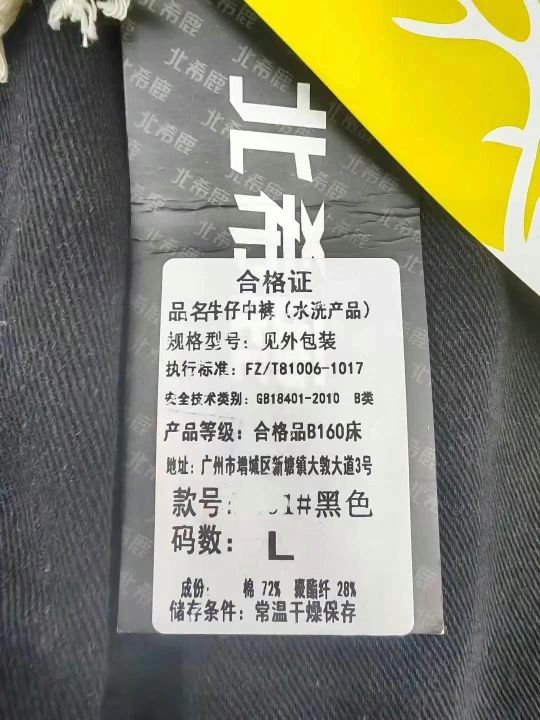 北希
合格证
品名牛仔中裤（水洗产品）
规格型号：见外包装
执行标准：FZ/T81006-1017
安全技术类别：GB18401-2010 B类
产品等级：合格品B160床
地址：广州市增城区新塘镇大敦大道3号
款号：1#黑色
码数：L
成份：棉 72% 聚酯纤 28%
储存条件：常温干燥保存